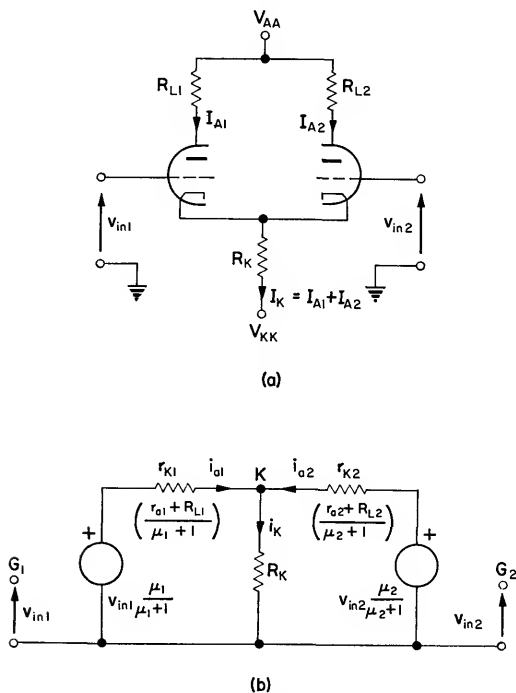 V_AA
R_L1
R_L2
I_A1
I_A2
v_in1
v_in2
R_K
I_K = I_A1 + I_A2
V_KK
(a)
r_K1
i_a1
K
i_a2
r_K2
(r_a1 + R_L1 / μ_1 + 1)
(r_a2 + R_L2 / μ_2 + 1)
i_K
+
+
R_K
G_1
G_2
v_in1
v_in1 μ_1 / μ_1+1
v_in2 μ_2 / μ_2+1
v_in2
(b)